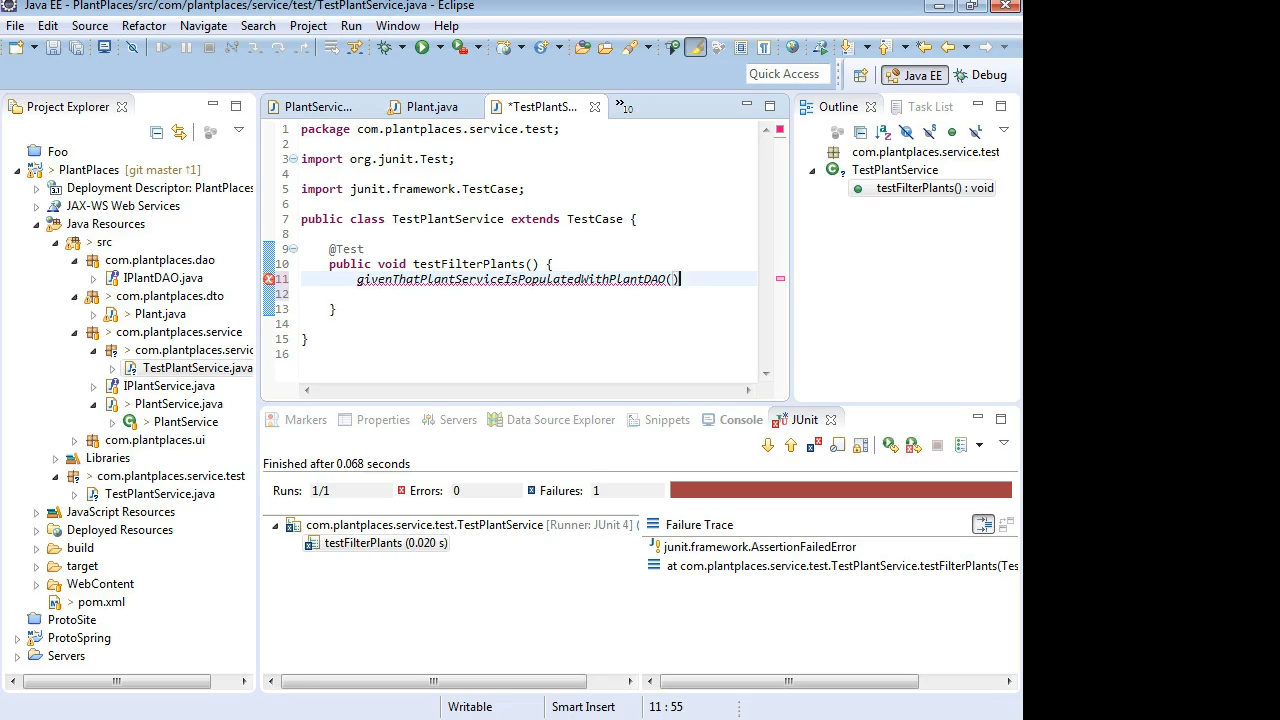 Java EE - PlantPlaces/src/com/plantplaces/service/test/TestPlantService.java - Eclipse
File Edit Source Refactor Navigate Search Project Run Window Help
Quick Access
Java EE
Debug
Project Explorer
Foo
> PlantPlaces [git master ↑1]
Deployment Descriptor: PlantPlaces
JAX-WS Web Services
Java Resources
> src
com.plantplaces.dao
IPlantDAO.java
> com.plantplaces.dto
> Plant.java
> com.plantplaces.service
> com.plantplaces.servic
TestPlantService.java
IPlantService.java
PlantService.java
PlantService
com.plantplaces.ui
Libraries
> com.plantplaces.service.test
TestPlantService.java
JavaScript Resources
Deployed Resources
build
target
WebContent
> pom.xml
ProtoSite
ProtoSpring
Servers
PlantServic...
Plant.java
*TestPlantS...
»10
1 package com.plantplaces.service.test;
2
3 import org.junit.Test;
4
5 import junit.framework.TestCase;
6
7 public class TestPlantService extends TestCase {
8
9 @Test
10 public void testFilterPlants() {
11 givenThatPlantServiceIsPopulatedWithPlantDAO()
12
13 }
14
15 }
16
Outline
Task List
com.plantplaces.service.test
TestPlantService
testFilterPlants() : void
Markers
Properties
Servers
Data Source Explorer
Snippets
Console
JUnit
Finished after 0.068 seconds
Runs: 1/1 Errors: 0 Failures: 1
com.plantplaces.service.test.TestPlantService [Runner: JUnit 4] (
testFilterPlants (0.020 s)
Failure Trace
junit.framework.AssertionFailedError
at com.plantplaces.service.test.TestPlantService.testFilterPlants(Tes
Writable
Smart Insert
11 : 55